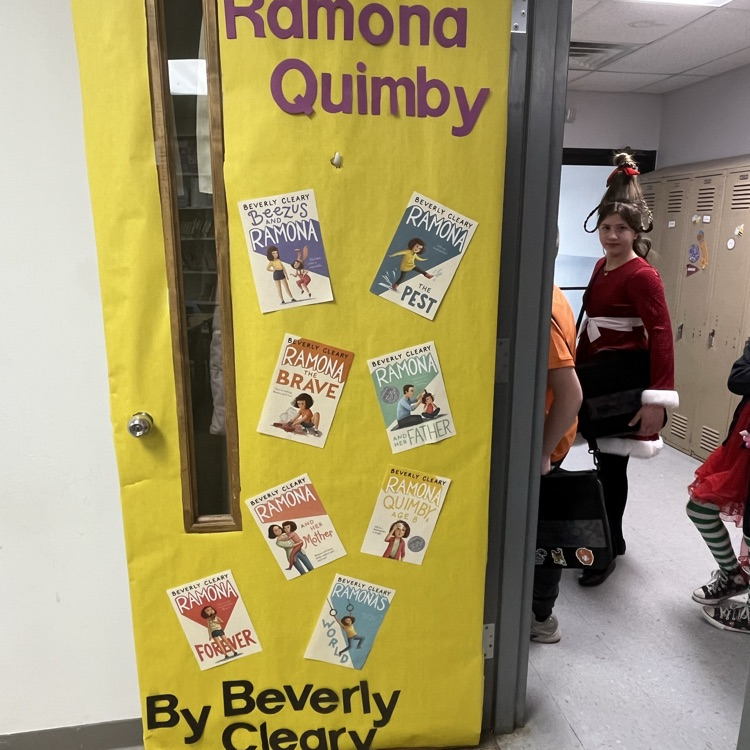 Ramona
Quimby
BEVERLY CLEARY
BEEZUS
AND
RAMONA
BEVERLY CLEARY
RAMONA
THE
PEST
BEVERLY CLEARY
RAMONA
THE
BRAVE
BEVERLY CLEARY
RAMONA
AND
HER FATHER
BEVERLY CLEARY
RAMONA
AND HER
Mother
BEVERLY CLEARY
RAMONA
QUIMBY
AGE 8
BEVERLY CLEARY
RAMONA
FOREVER
BEVERLY CLEARY
RAMONA'S
WORLD
By Beverly
Cleary